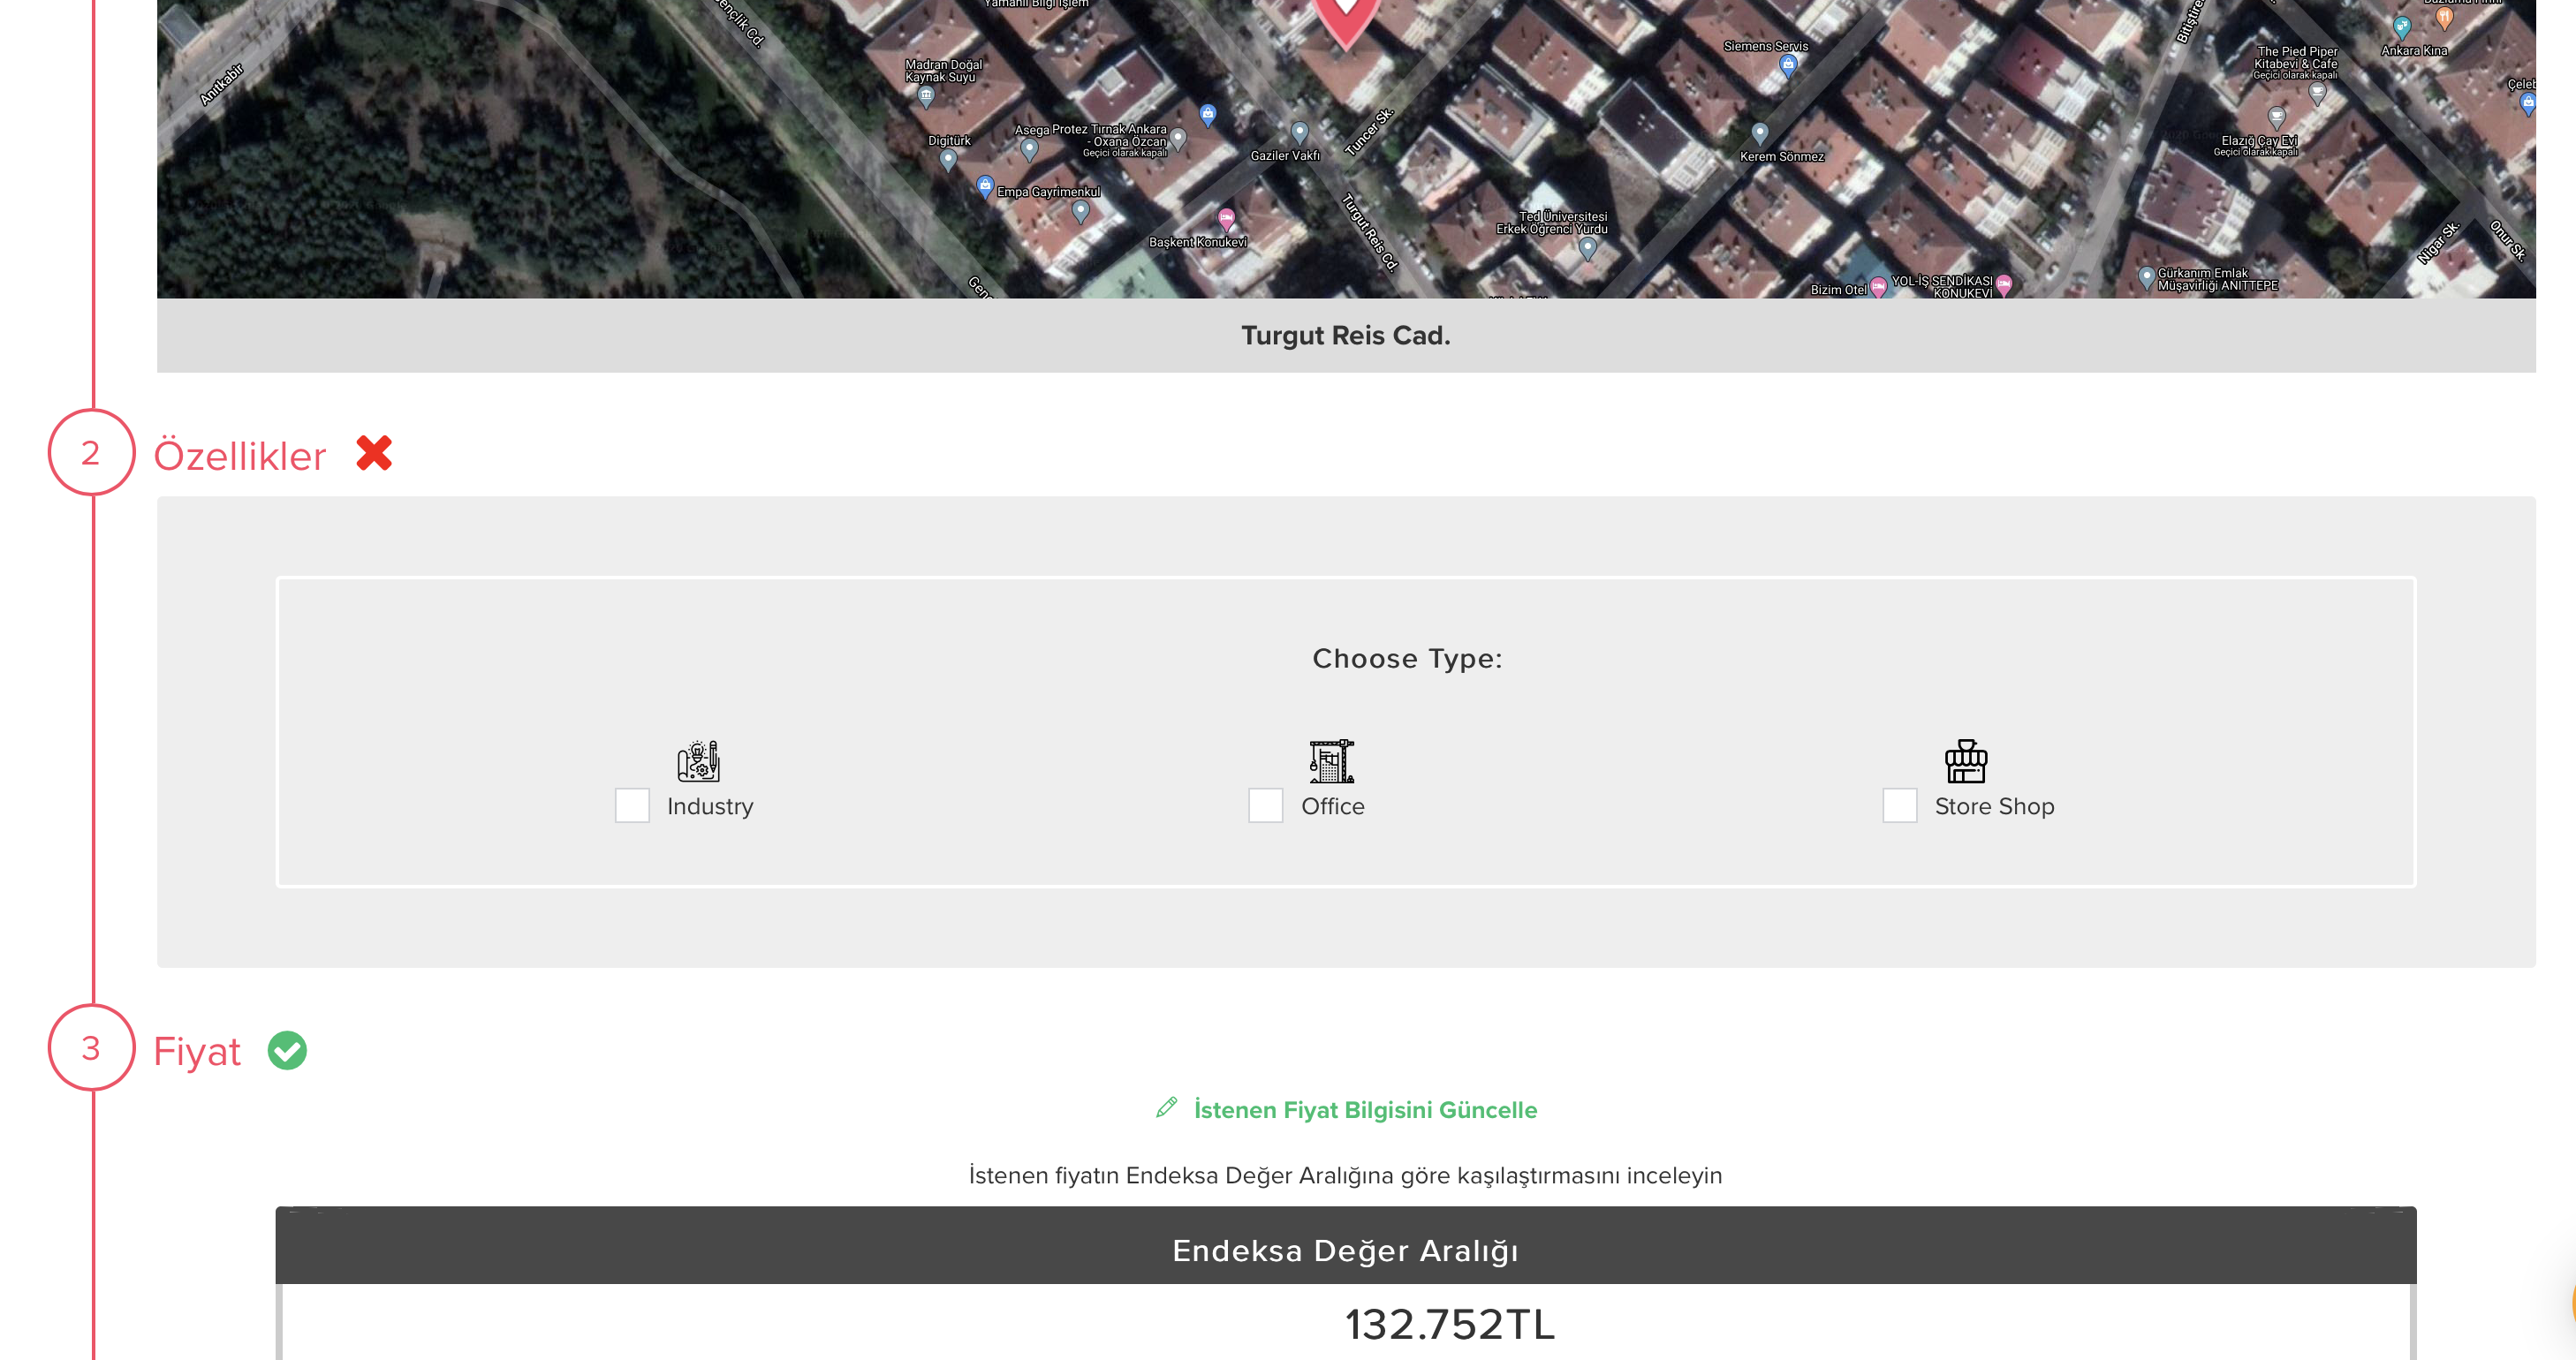 Yamanlı Bilgi İşlem
Gençlik Cd.
Anıtkabir
Madran Doğal
Kaynak Suyu
Siemens Servis
The Pied Piper
Kitabevi & Cafe
Geçici olarak kapalı
Ankara Kına
Digitürk
Asega
Protez Tırnak Ankara
- Oxana Özcan
Geçici olarak kapalı
Gaziler Vakfı
Tuncer Sk.
Kerem Sönmez
Elazığ Çay Evi
Geçici olarak kapalı
Empa Gayrimenkul
Başkent Konukevi
Turgut Reis Cd.
Ted Üniversitesi
Erkek Öğrenci Yurdu
Nigar Sk.
Onur Sk.
Bizim Otel
YOL-İŞ SENDİKASI
KONUKEVİ
Gürkanım Emlak
Müşavirliği ANITTEPE
Turgut Reis Cad.
2 Özellikler
Choose Type:
Industry
Office
Store Shop
3 Fiyat
İstenen Fiyat Bilgisini Güncelle
İstenen fiyatın Endeksa Değer Aralığına göre kaşılaştırmasını inceleyin
Endeksa Değer Aralığı
132.752TL